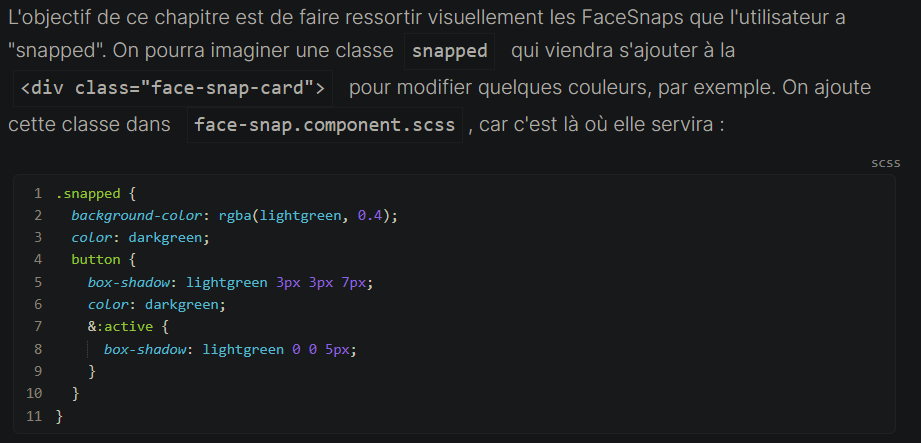 L'objectif de ce chapitre est de faire ressortir visuellement les FaceSnaps que l'utilisateur a
"snapped". On pourra imaginer une classe snapped qui viendra s'ajouter à la
<div class="face-snap-card"> pour modifier quelques couleurs, par exemple. On ajoute
cette classe dans face-snap.component.scss , car c'est là où elle servira :
scss
1 .snapped {
2 background-color: rgba(lightgreen, 0.4);
3 color: darkgreen;
4 button {
5 box-shadow: lightgreen 3px 3px 7px;
6 color: darkgreen;
7 &:active {
8 box-shadow: lightgreen 0 0 5px;
9 }
10 }
11 }